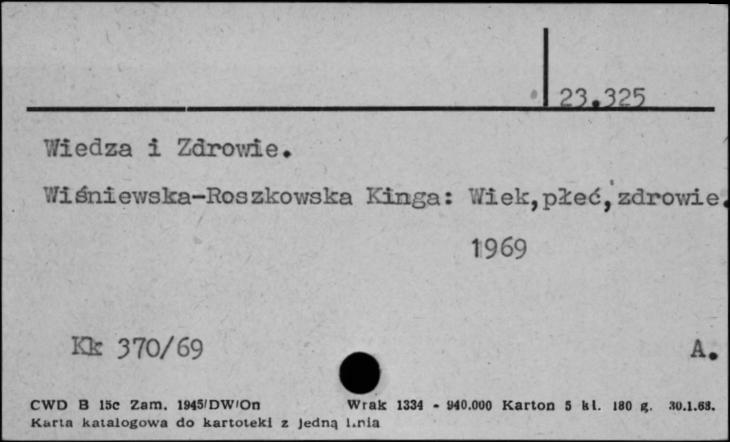 23.325
Wiedza i Zdrowie.
Wiśniewska-Roszkowska Kinga: Wiek,płeć,zdrowie.
1969
Kk 370/69 A.
CWD B 15c Zam. 1945/DW/On Wrak 1334 - 940.000 Karton 5 kl. 180 g. 30.1.68.
Karta katalogowa do kartoteki z jedną linią